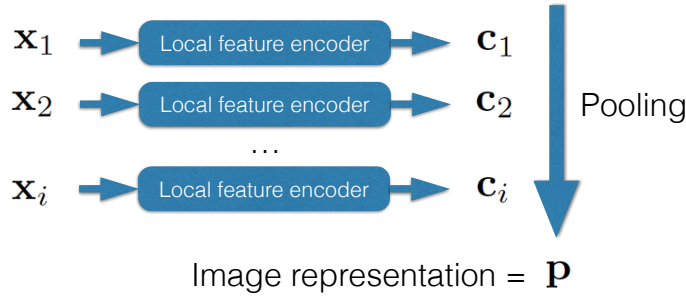 x₁ Local feature encoder c₁
x₂ Local feature encoder c₂
Pooling
...
xᵢ Local feature encoder cᵢ
Image representation = p